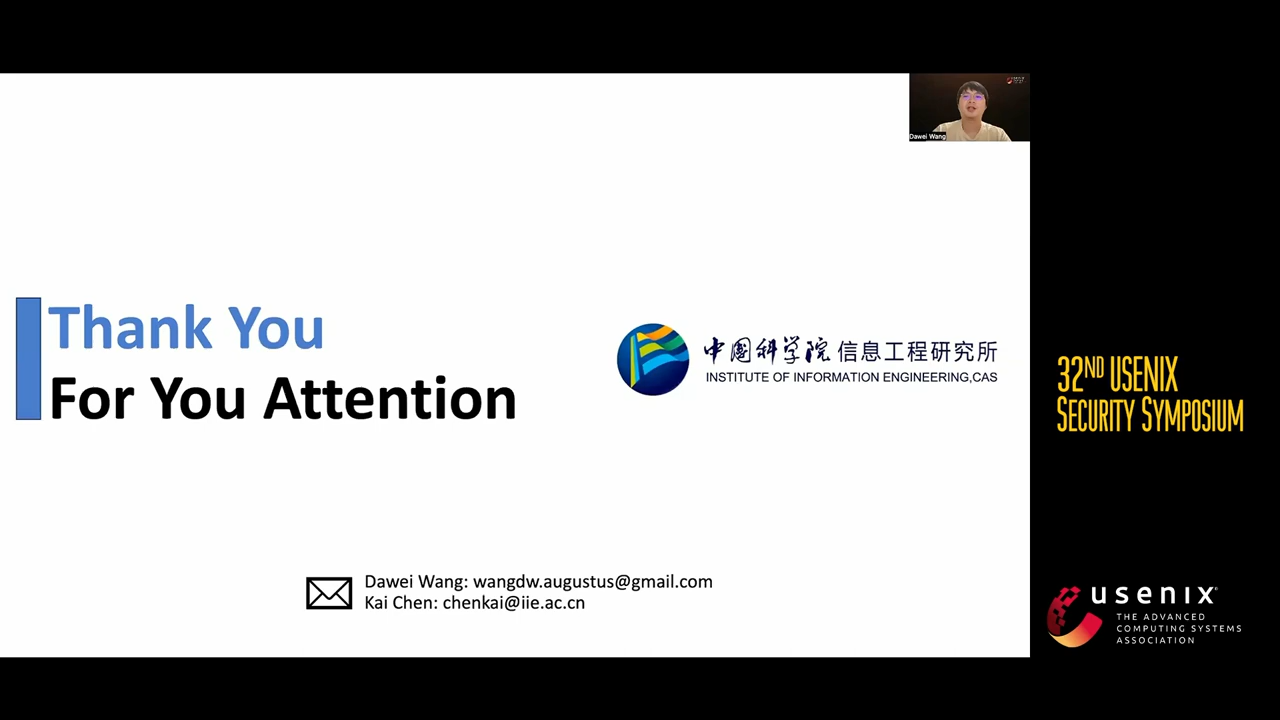 Dawei Wang
Thank You
For You Attention
中国科学院 信息工程研究所
INSTITUTE OF INFORMATION ENGINEERING,CAS
Dawei Wang: wangdw.augustus@gmail.com
Kai Chen: chenkai@iie.ac.cn
32ND USENIX
SECURITY SYMPOSIUM
usenix
THE ADVANCED
COMPUTING SYSTEMS
ASSOCIATION